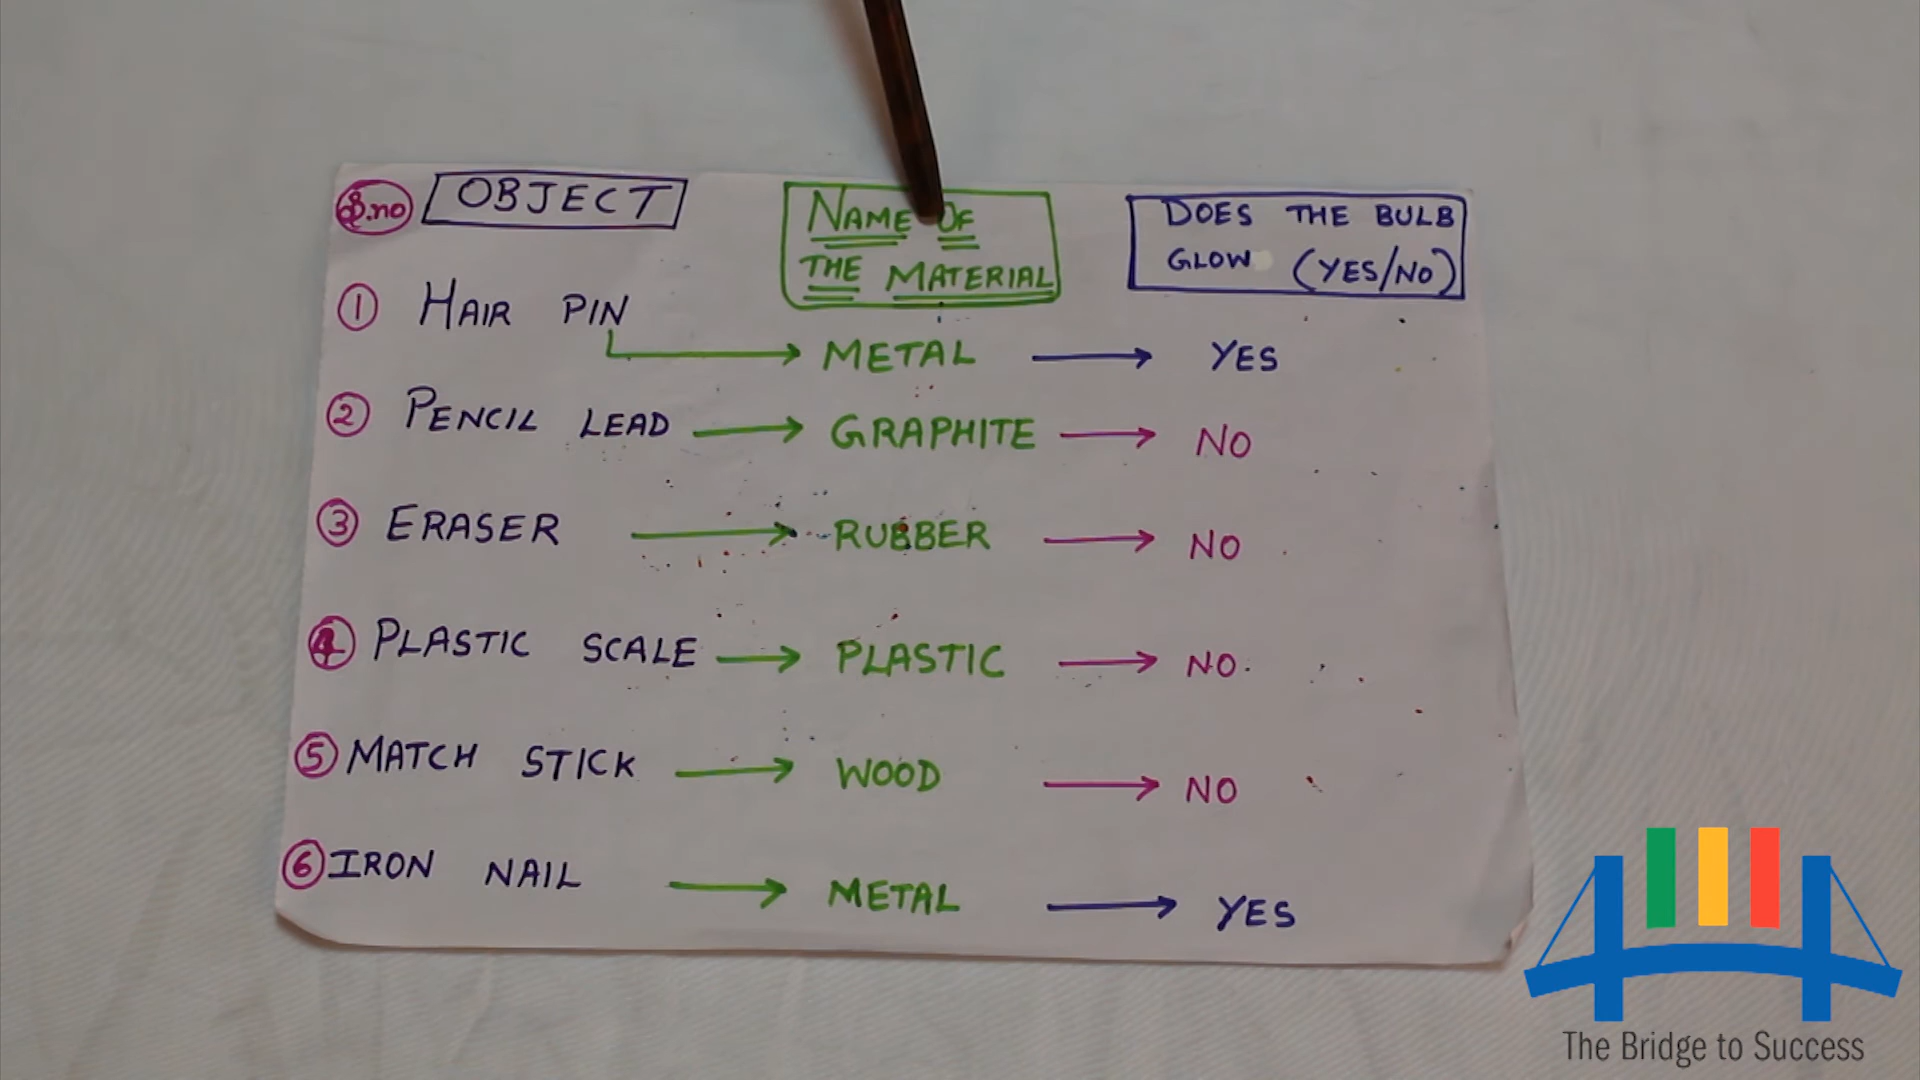 S.no OBJECT NAME OF THE MATERIAL DOES THE BULB GLOW (YES/NO)
1 HAIR PIN → METAL → YES
2 PENCIL LEAD → GRAPHITE → NO
3 ERASER → RUBBER → NO
4 PLASTIC SCALE → PLASTIC → NO.
5 MATCH STICK → WOOD → NO
6 IRON NAIL → METAL → YES
The Bridge to Success